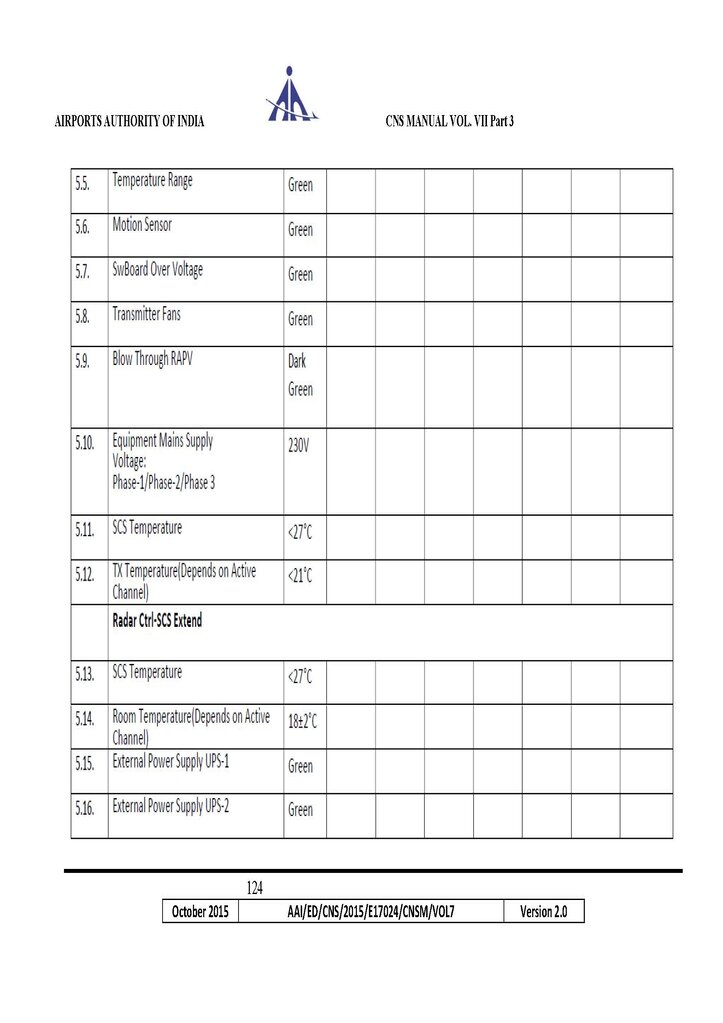 AIRPORTS AUTHORITY OF INDIA
CNS MANUAL VOL. VII Part 3
5.5. Temperature Range Green
5.6. Motion Sensor Green
5.7. SwBoard Over Voltage Green
5.8. Transmitter Fans Green
5.9. Blow Through RAPV Dark
Green
5.10. Equipment Mains Supply 230V
Voltage:
Phase-1/Phase-2/Phase 3
5.11. SCS Temperature <27°C
5.12. TX Temperature(Depends on Active <21°C
Channel)
Radar Ctrl-SCS Extend
5.13. SCS Temperature <27°C
5.14. Room Temperature(Depends on Active 18±2°C
Channel)
5.15. External Power Supply UPS-1 Green
5.16. External Power Supply UPS-2 Green
124
October 2015 AAI/ED/CNS/2015/E17024/CNSM/VOL7 Version 2.0